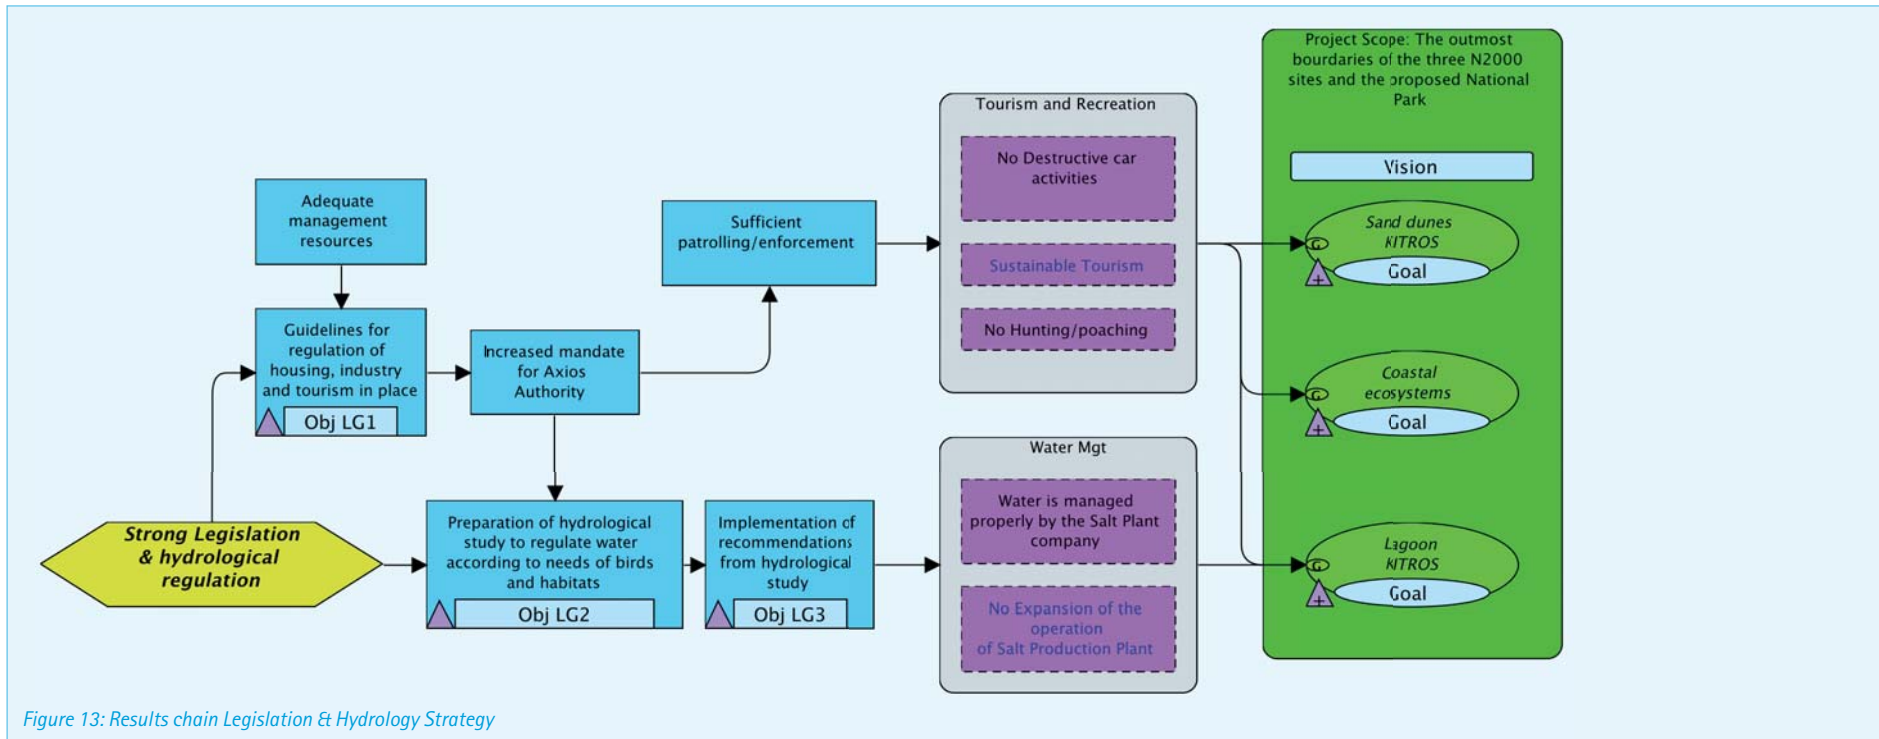 Project Scope: The outmost
bourdaries of the three N2000
sites and the proposed National
Park
Tourism and Recreation
No Destructive car
activities
Vision
Adequate
management
resources
Sufficient
patrolling/enforcement
Sand dunes
KITROS
G
Goal
+
Sustainable Tourism
No Hunting/poaching
Guidelines for
regulation of
housing, industry
and tourism in place
Obj LG1
Increased mandate
for Axios
Authority
Coastal
ecosystems
G
Goal
+
Water Mgt
Water is managed
properly by the Salt Plant
company
Strong Legislation
& hydrological
regulation
Preparation of hydrological
study to regulate water
according to needs of birds
and habitats
Obj LG2
Implementation of
recommendations
from hydrological
study
Obj LG3
Lagoon
KITROS
G
Goal
+
No Expansion of the
operation
of Salt Production Plant
Figure 13: Results chain Legislation & Hydrology Strategy